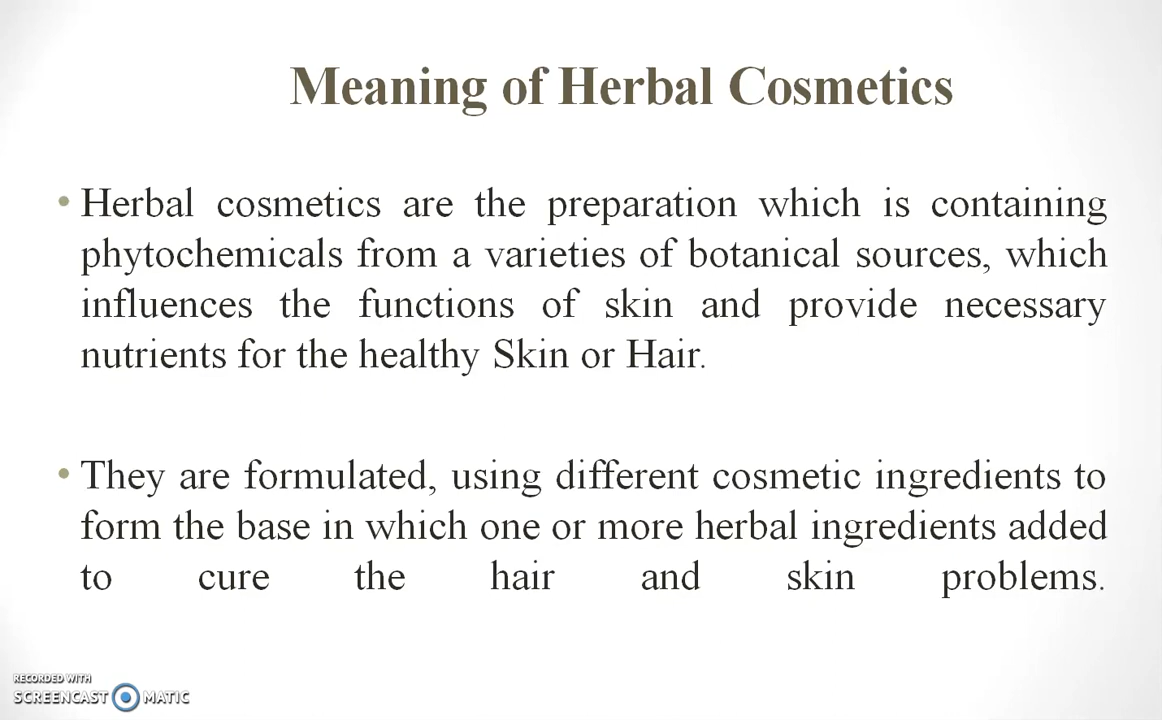 Meaning of Herbal Cosmetics
• Herbal cosmetics are the preparation which is containing
phytochemicals from a varieties of botanical sources, which
influences the functions of skin and provide necessary
nutrients for the healthy Skin or Hair.
• They are formulated, using different cosmetic ingredients to
form the base in which one or more herbal ingredients added
to cure the hair and skin problems.
RECORDED WITH
SCREENCAST MATIC